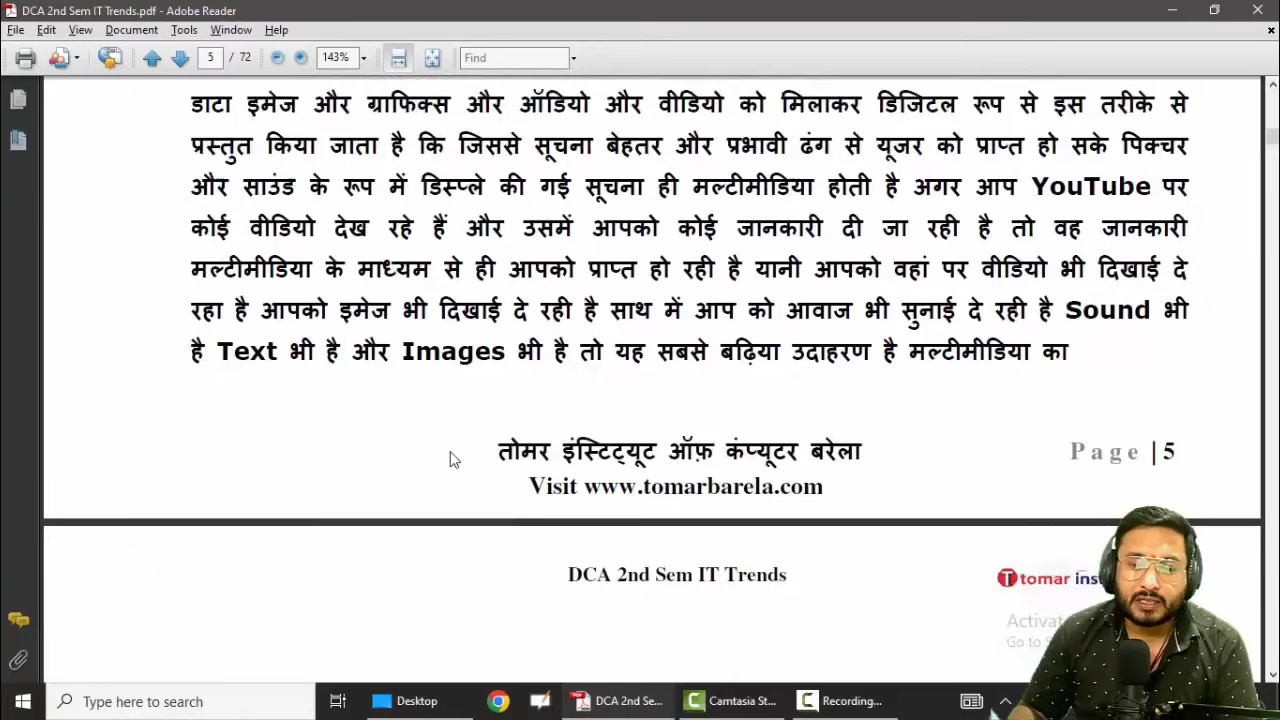 DCA 2nd Sem IT Trends.pdf - Adobe Reader
File Edit View Document Tools Window Help
5 / 72 143% Find
डाटा इमेज और ग्राफिक्स और ऑडियो और वीडियो को मिलाकर डिजिटल रूप से इस तरीके से
प्रस्तुत किया जाता है कि जिससे सूचना बेहतर और प्रभावी ढंग से यूजर को प्राप्त हो सके पिक्चर
और साउंड के रूप में डिस्प्ले की गई सूचना ही मल्टीमीडिया होती है अगर आप YouTube पर
कोई वीडियो देख रहे हैं और उसमें आपको कोई जानकारी दी जा रही है तो वह जानकारी
मल्टीमीडिया के माध्यम से ही आपको प्राप्त हो रही है यानी आपको वहां पर वीडियो भी दिखाई दे
रहा है आपको इमेज भी दिखाई दे रही है साथ में आप को आवाज भी सुनाई दे रही है Sound भी
है Text भी है और Images भी है तो यह सबसे बढ़िया उदाहरण है मल्टीमीडिया का
तोमर इंस्टिट्यूट ऑफ़ कंप्यूटर बरेला
Page | 5
Visit www.tomarbarela.com
DCA 2nd Sem IT Trends
tomar
Type here to search Desktop DCA 2nd Se... Camtasia St... Recording...